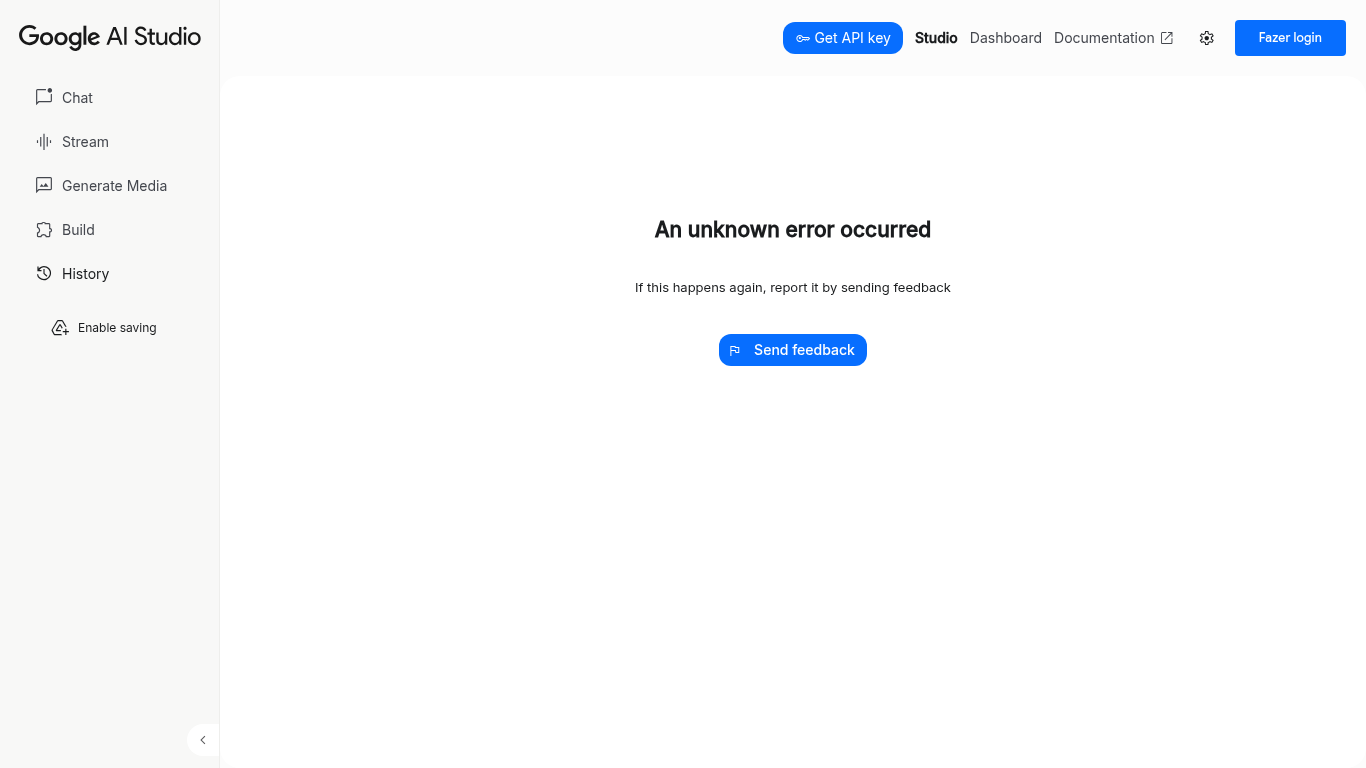 Google AI Studio
Get API key
Studio
Dashboard
Documentation
Fazer login
Chat
Stream
Generate Media
Build
History
Enable saving
An unknown error occurred
If this happens again, report it by sending feedback
Send feedback